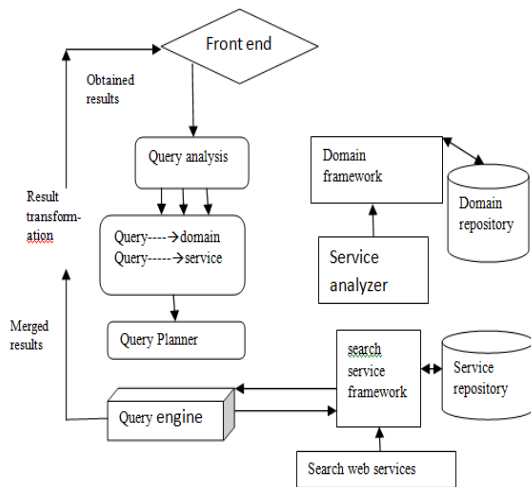 Front end
Obtained
results
Query analysis
Domain
framework
Domain
repository
Result
transform-
ation
Query----→domain
Query-----→service
Service
analyzer
Merged
results
Query Planner
search
service
framework
Service
repository
Query engine
Search web services